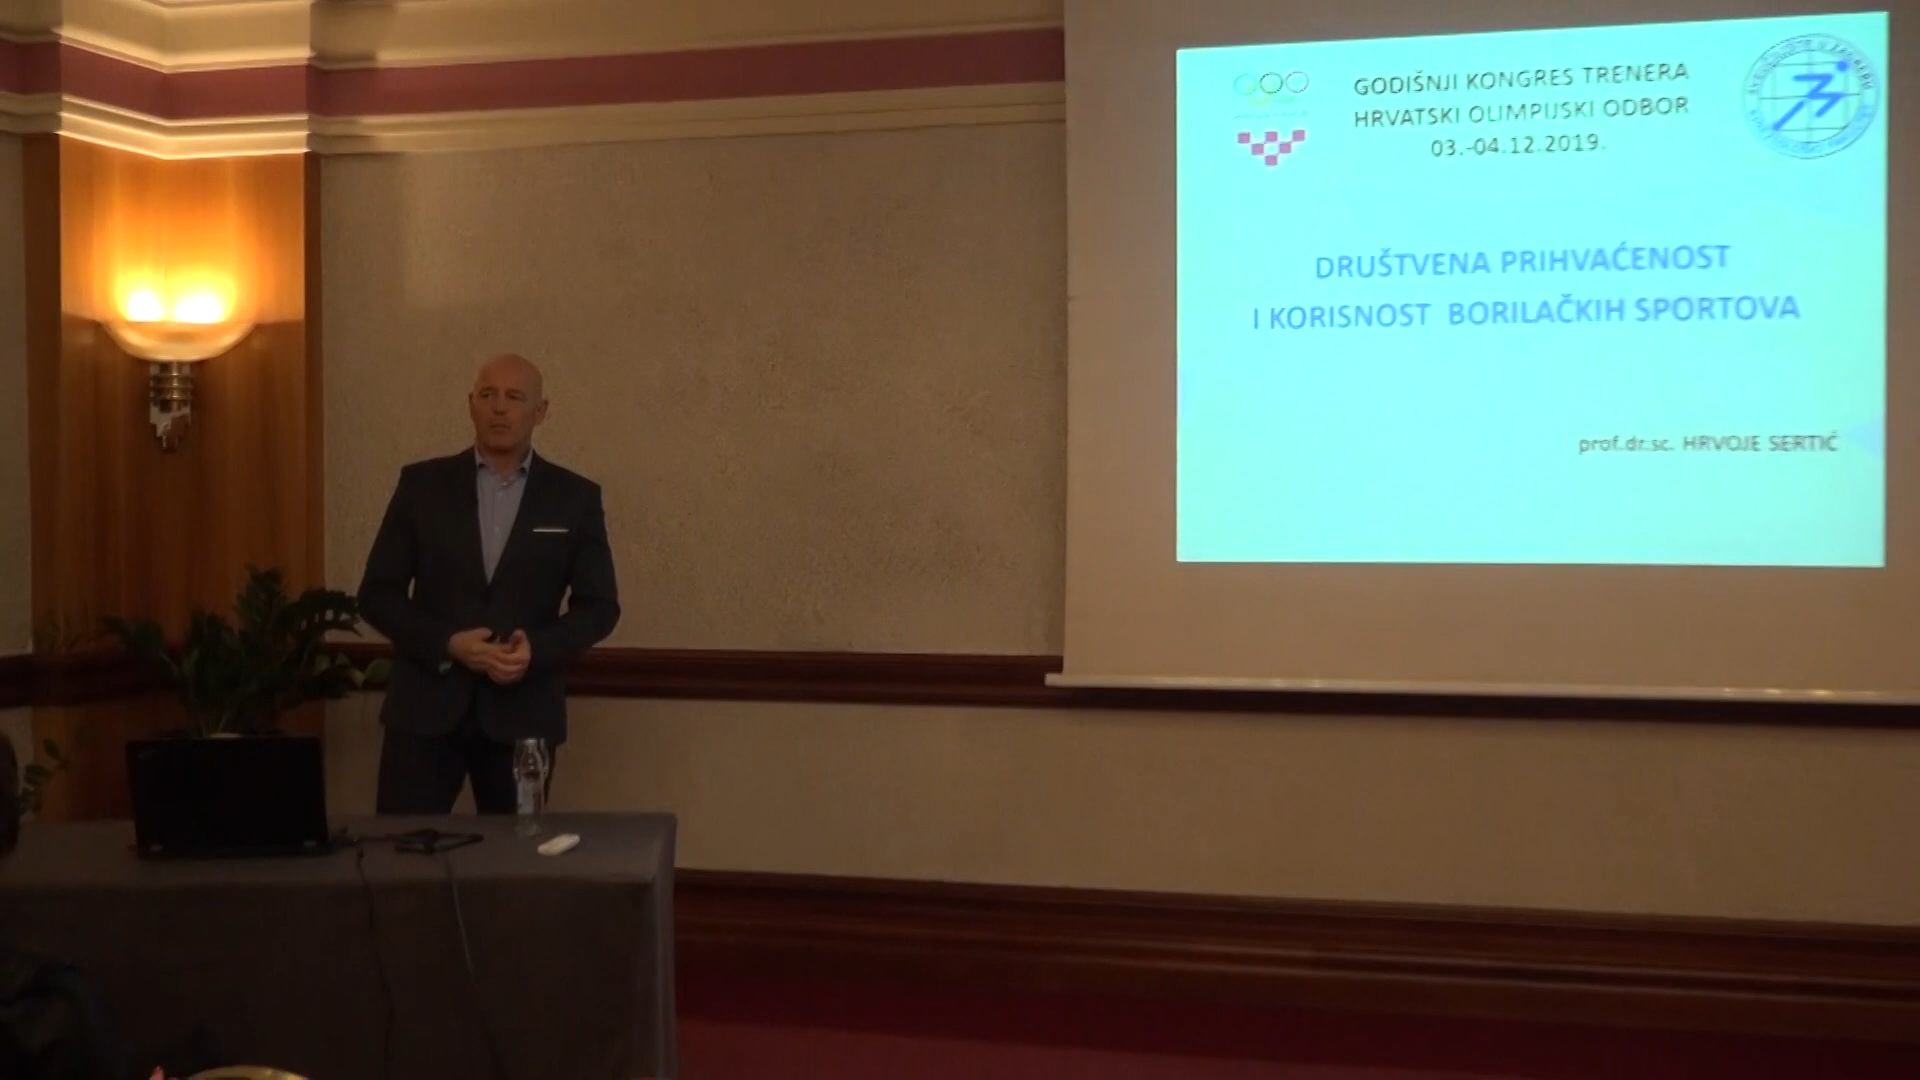 GODIŠNJI KONGRES TRENERA
HRVATSKI OLIMPIJSKI ODBOR
03.-04.12.2019.
DRUŠTVENA PRIHVAĆENOST
I KORISNOST BORILAČKIH SPORTOVA
prof.dr.sc. HRVOJE SERTIĆ